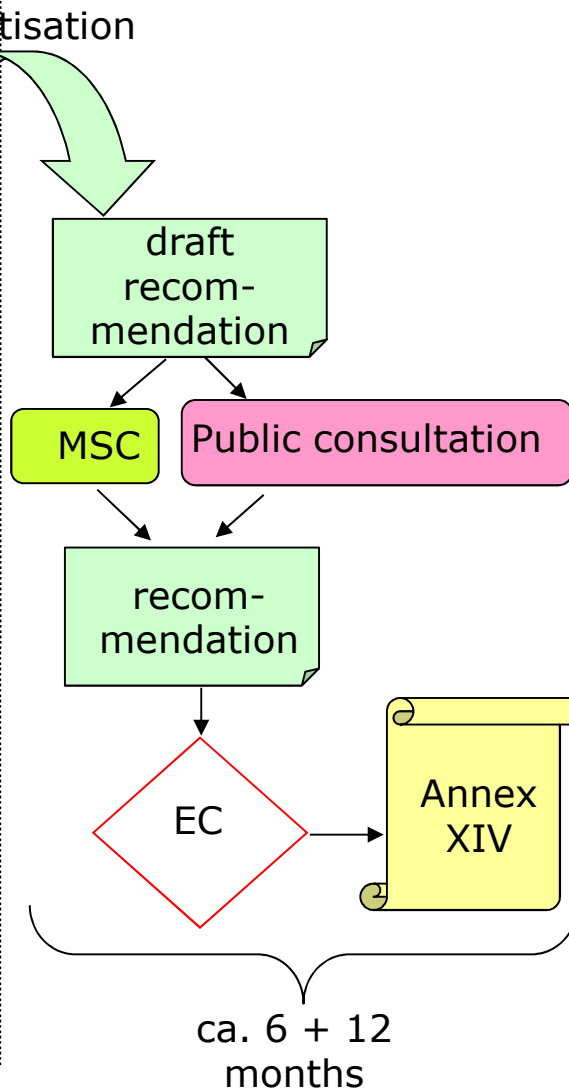 tisation
draft
recom-
mendation
MSC
Public consultation
recom-
mendation
EC
Annex
XIV
ca. 6 + 12
months